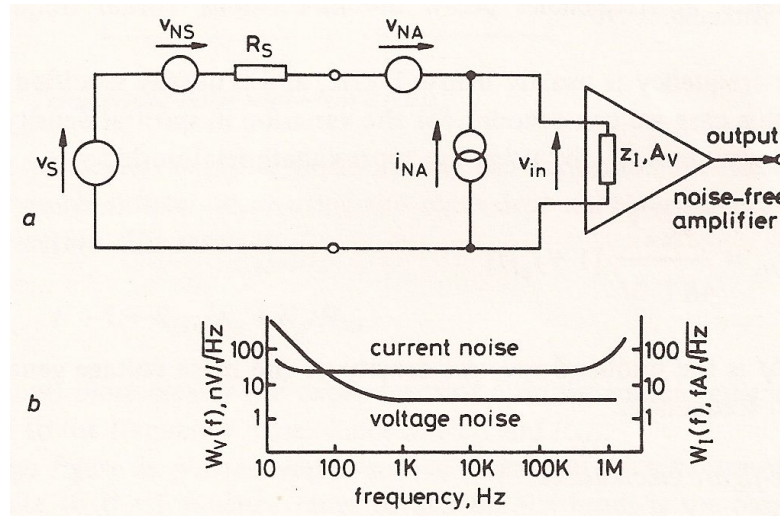 v_NS
R_S
v_NA
v_S
i_NA
v_in
z_I, A_V
output
noise-free
amplifier
a
b
W_V(f), nV/√Hz
100
10
1
current noise
voltage noise
100
10
1
W_I(f), fA/√Hz
10 100 1K 10K 100K 1M
frequency, Hz